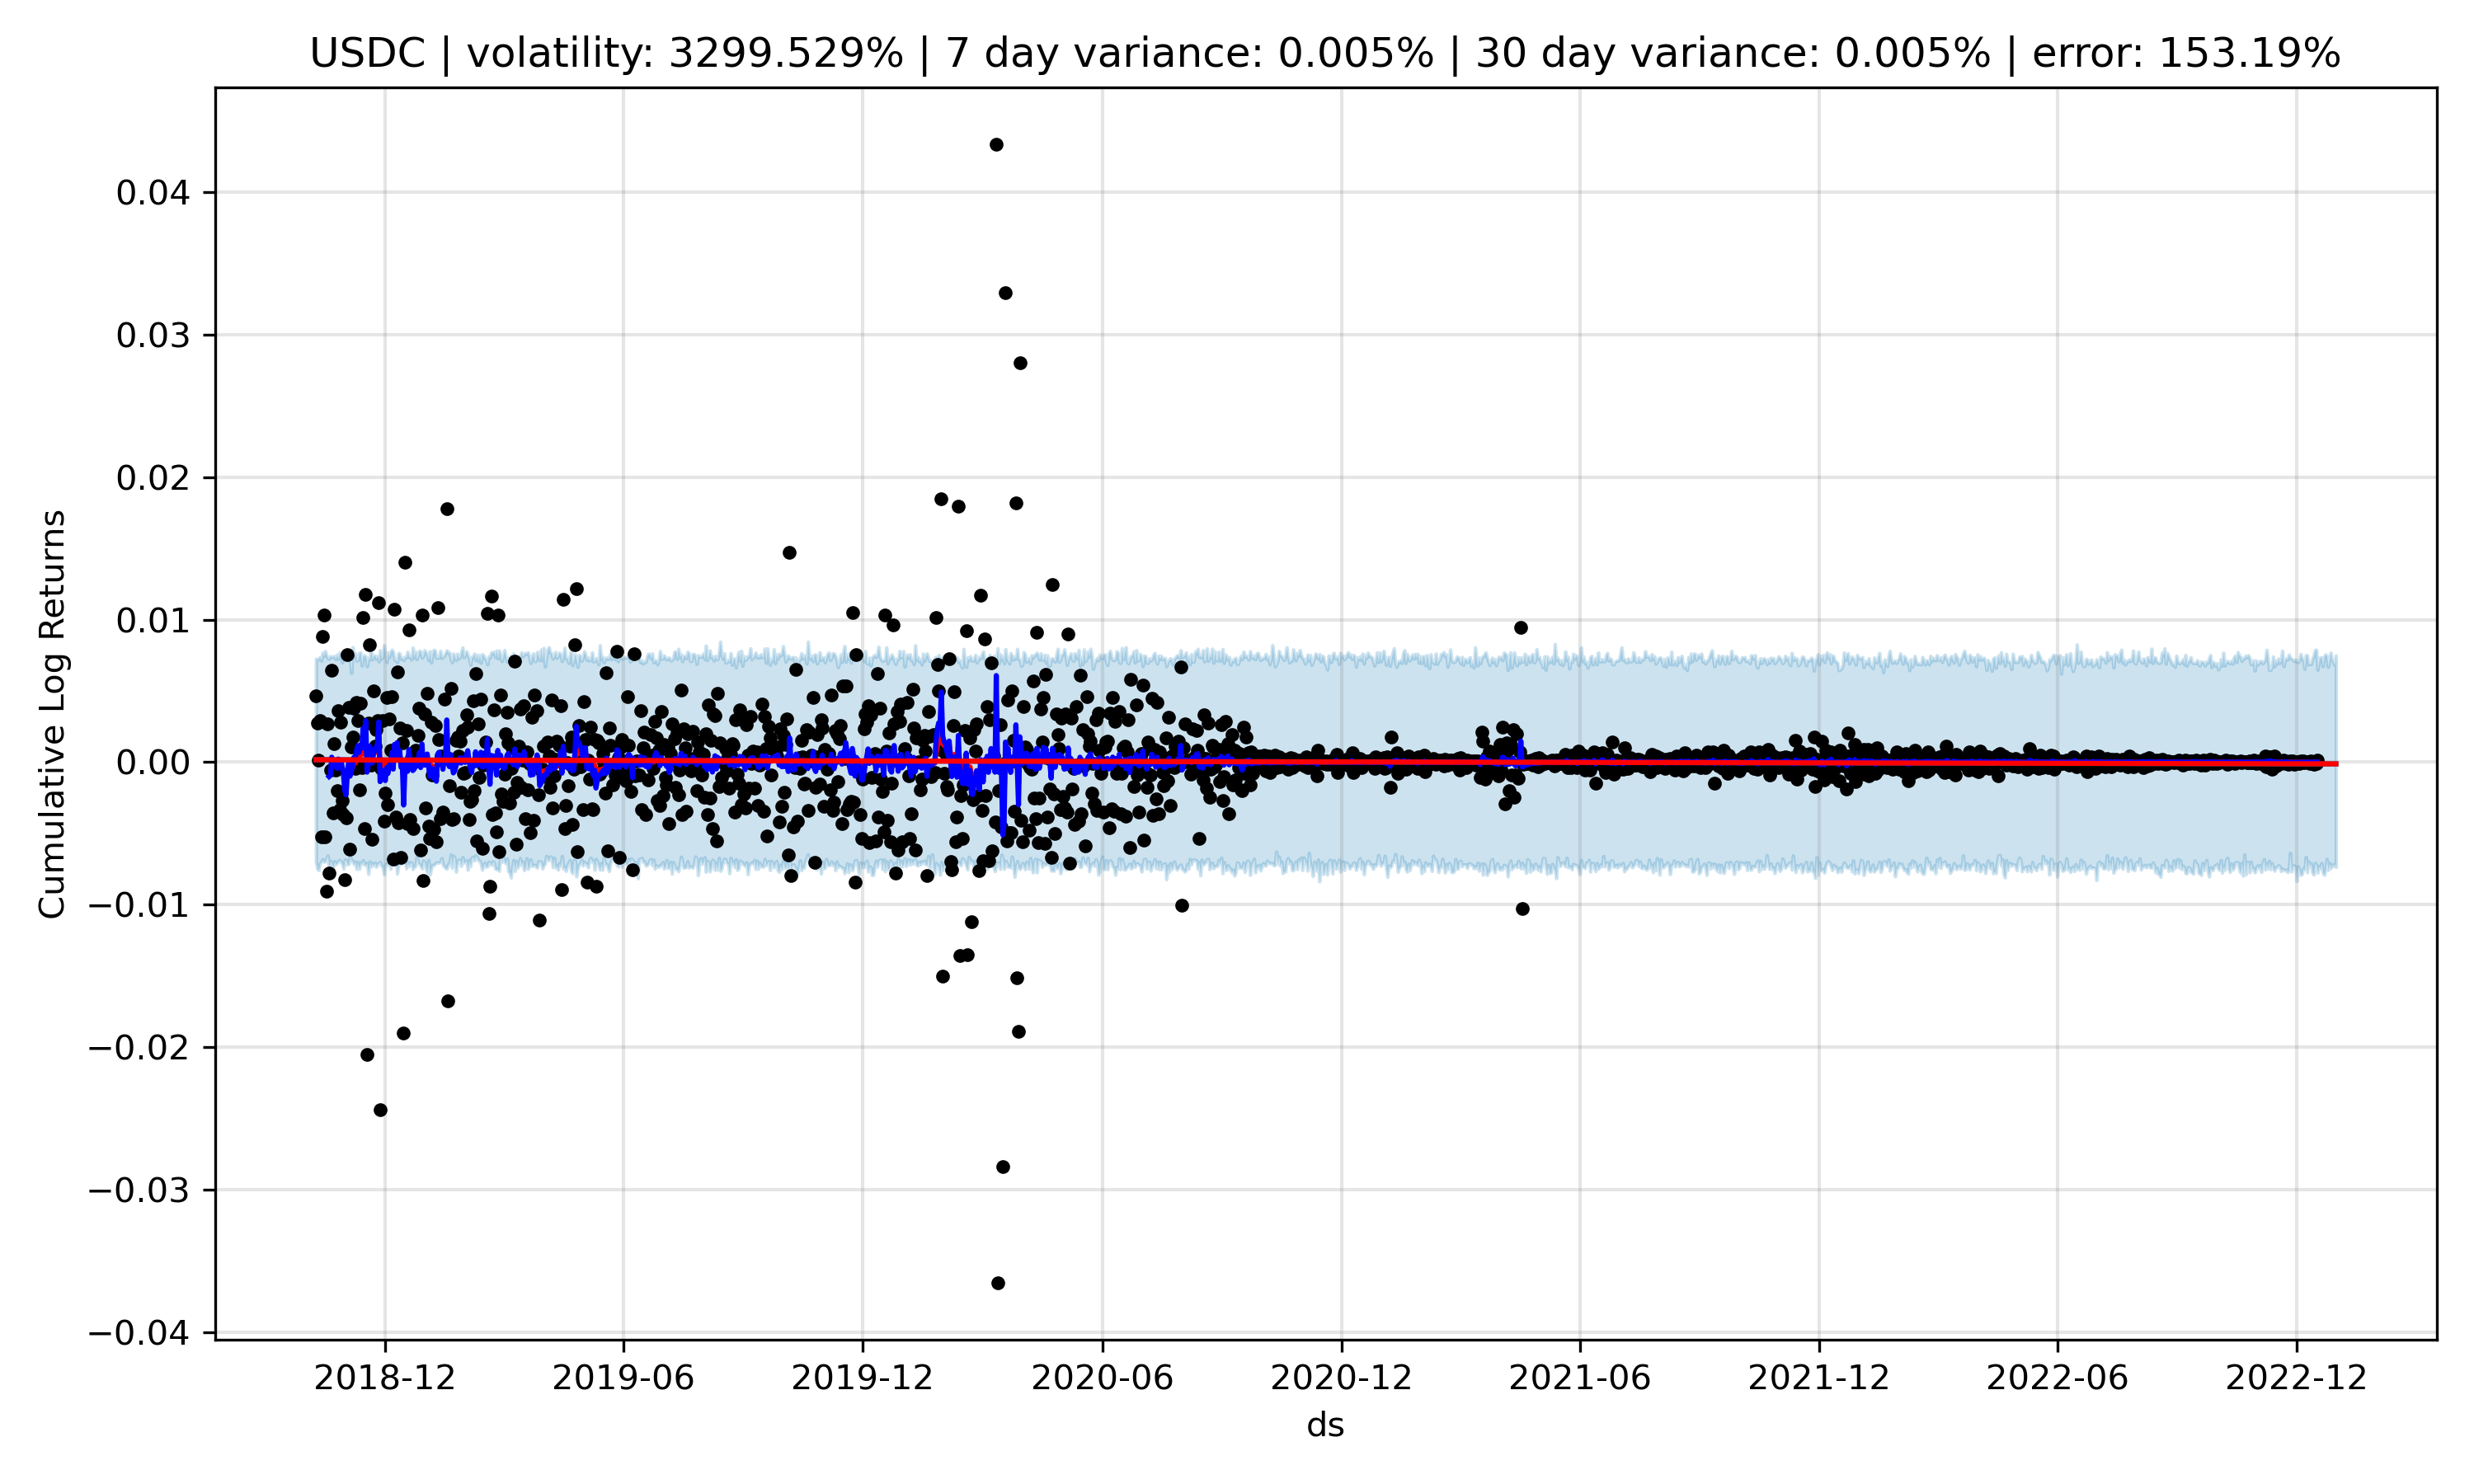 USDC | volatility: 3299.529% | 7 day variance: 0.005% | 30 day variance: 0.005% | error: 153.19%
Cumulative Log Returns
0.04
0.03
0.02
0.01
0.00
−0.01
−0.02
−0.03
−0.04
2018-12 2019-06 2019-12 2020-06 2020-12 2021-06 2021-12 2022-06 2022-12
ds